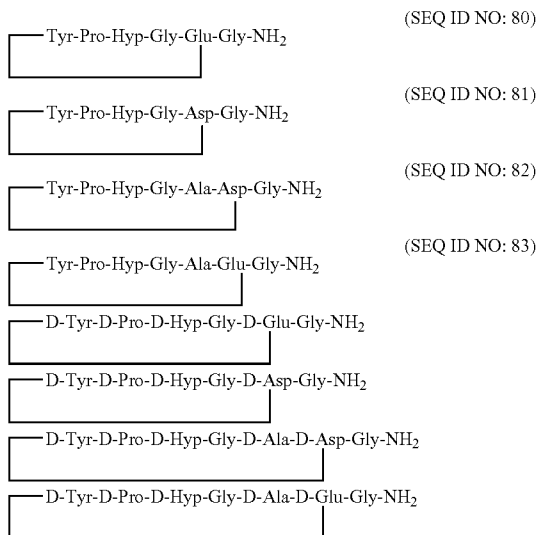 (SEQ ID NO: 80)
Tyr-Pro-Hyp-Gly-Glu-Gly-NH2
(SEQ ID NO: 81)
Tyr-Pro-Hyp-Gly-Asp-Gly-NH2
(SEQ ID NO: 82)
Tyr-Pro-Hyp-Gly-Ala-Asp-Gly-NH2
(SEQ ID NO: 83)
Tyr-Pro-Hyp-Gly-Ala-Glu-Gly-NH2
D-Tyr-D-Pro-D-Hyp-Gly-D-Glu-Gly-NH2
D-Tyr-D-Pro-D-Hyp-Gly-D-Asp-Gly-NH2
D-Tyr-D-Pro-D-Hyp-Gly-D-Ala-D-Asp-Gly-NH2
D-Tyr-D-Pro-D-Hyp-Gly-D-Ala-D-Glu-Gly-NH2